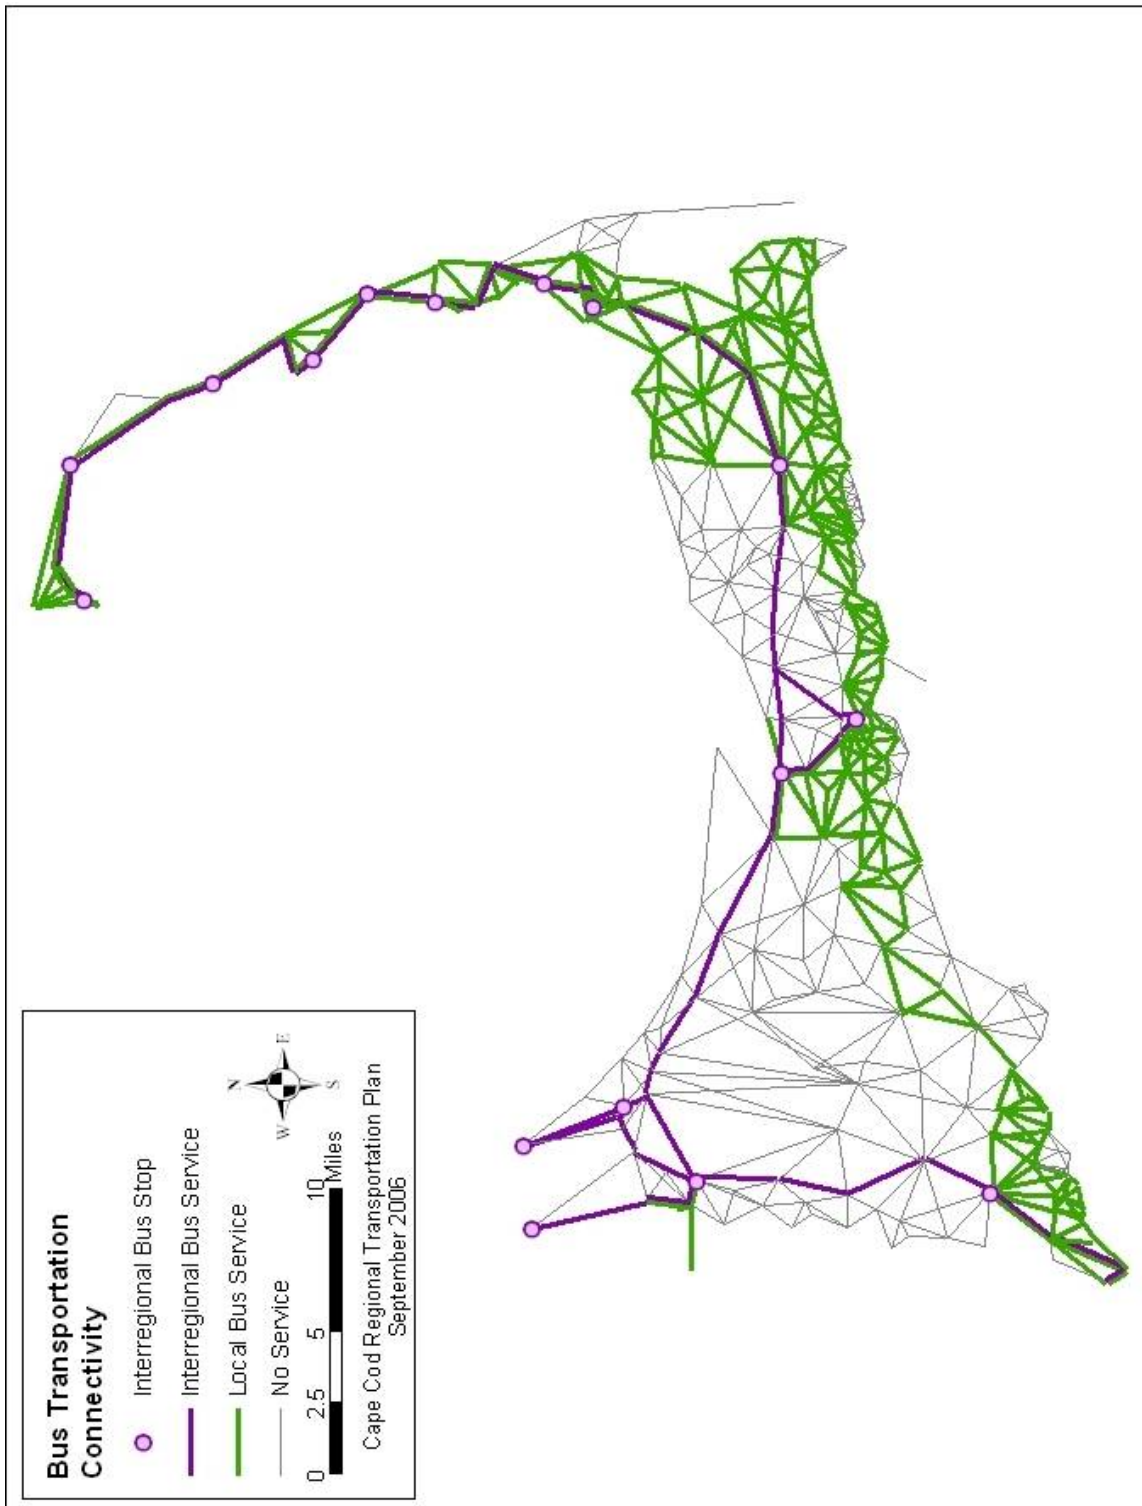 Bus Transportation
Connectivity
Interregional Bus Stop
Interregional Bus Service
Local Bus Service
No Service
N
W
E
S
0 2.5 5 10
Miles
Cape Cod Regional Transportation Plan
September 2006